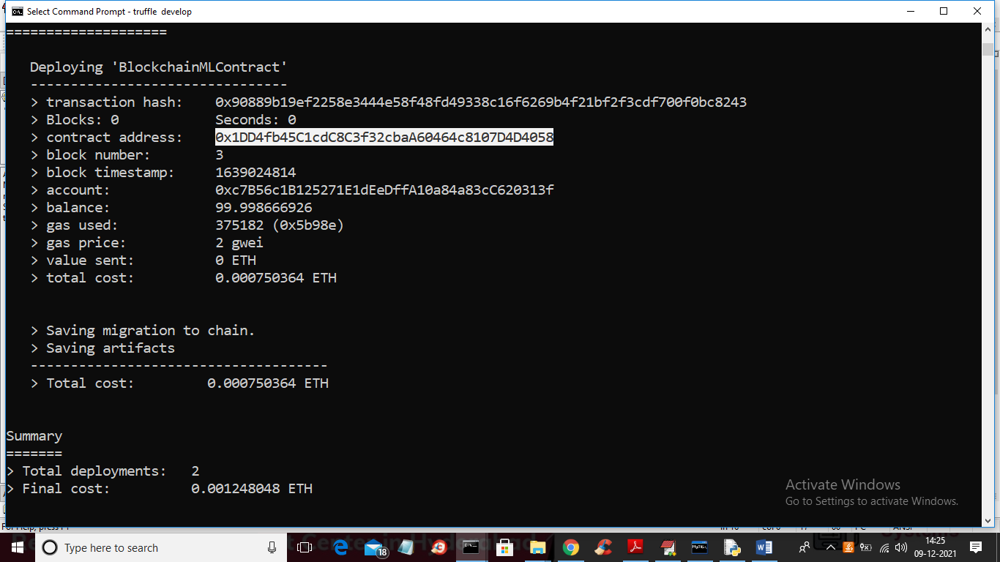 Select Command Prompt - truffle  develop
====================
Deploying 'BlockchainMLContract'
--------------------------------
> transaction hash:    0x90889b19ef2258e3444e58f48fd49338c16f6269b4f21bf2f3cdf700f0bc8243
> Blocks: 0            Seconds: 0
> contract address:    0x1DD4fb45C1cdC8C3f32cbaA60464c8107D4D4058
> block number:        3
> block timestamp:     1639024814
> account:             0xc7B56c1B125271E1dEeDffA10a84a83cC620313f
> balance:             99.998666926
> gas used:            375182 (0x5b98e)
> gas price:           2 gwei
> value sent:          0 ETH
> total cost:          0.000750364 ETH
> Saving migration to chain.
> Saving artifacts
-------------------------------------
> Total cost:         0.000750364 ETH
Summary
=======
> Total deployments:   2
> Final cost:          0.001248048 ETH
Activate Windows
Go to Settings to activate Windows.
Type here to search
18
14:25
09-12-2021